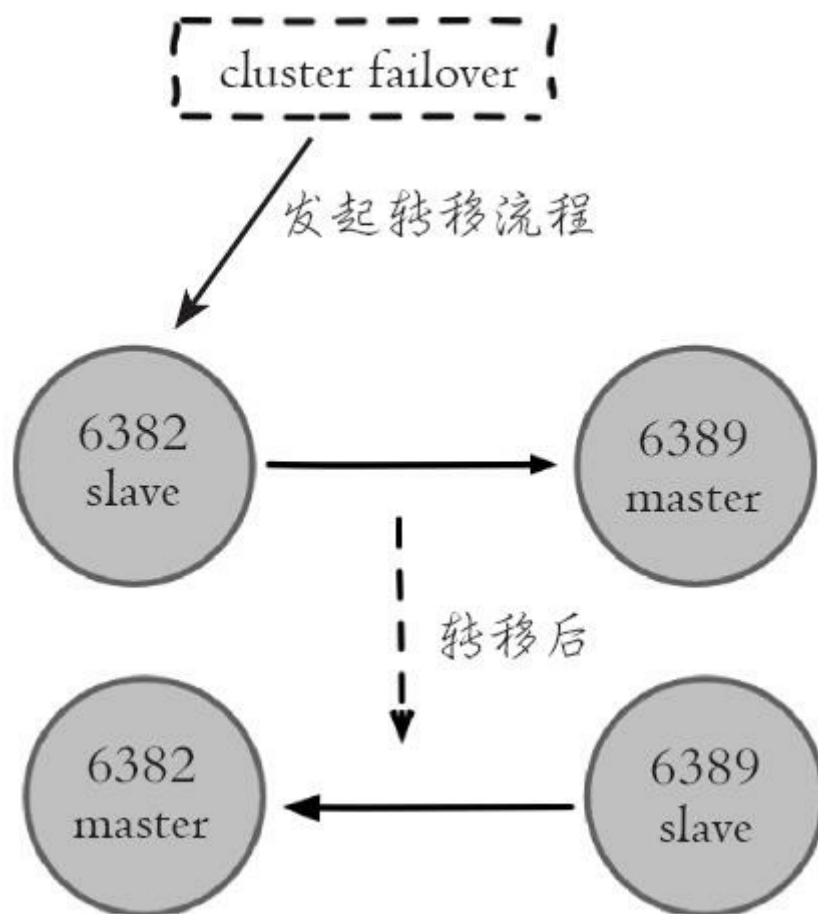 cluster failover
发起转移流程
6382
slave
6389
master
转移后
6382
master
6389
slave